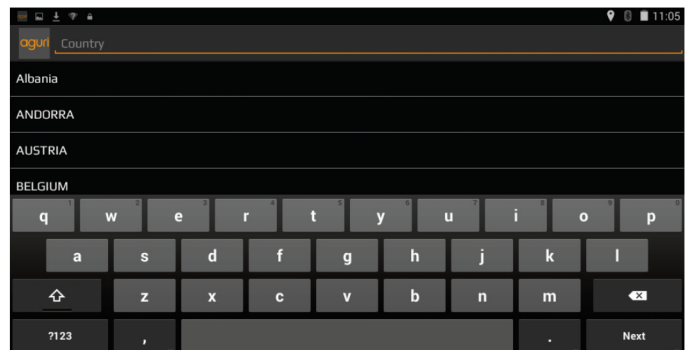 11:05
aguri Country
Albania
ANDORRA
AUSTRIA
BELGIUM
1 2 3 4 5 6 7 8 9 0
q w e r t y u i o p
a s d f g h j k l
z x c v b n m
?123 , . Next